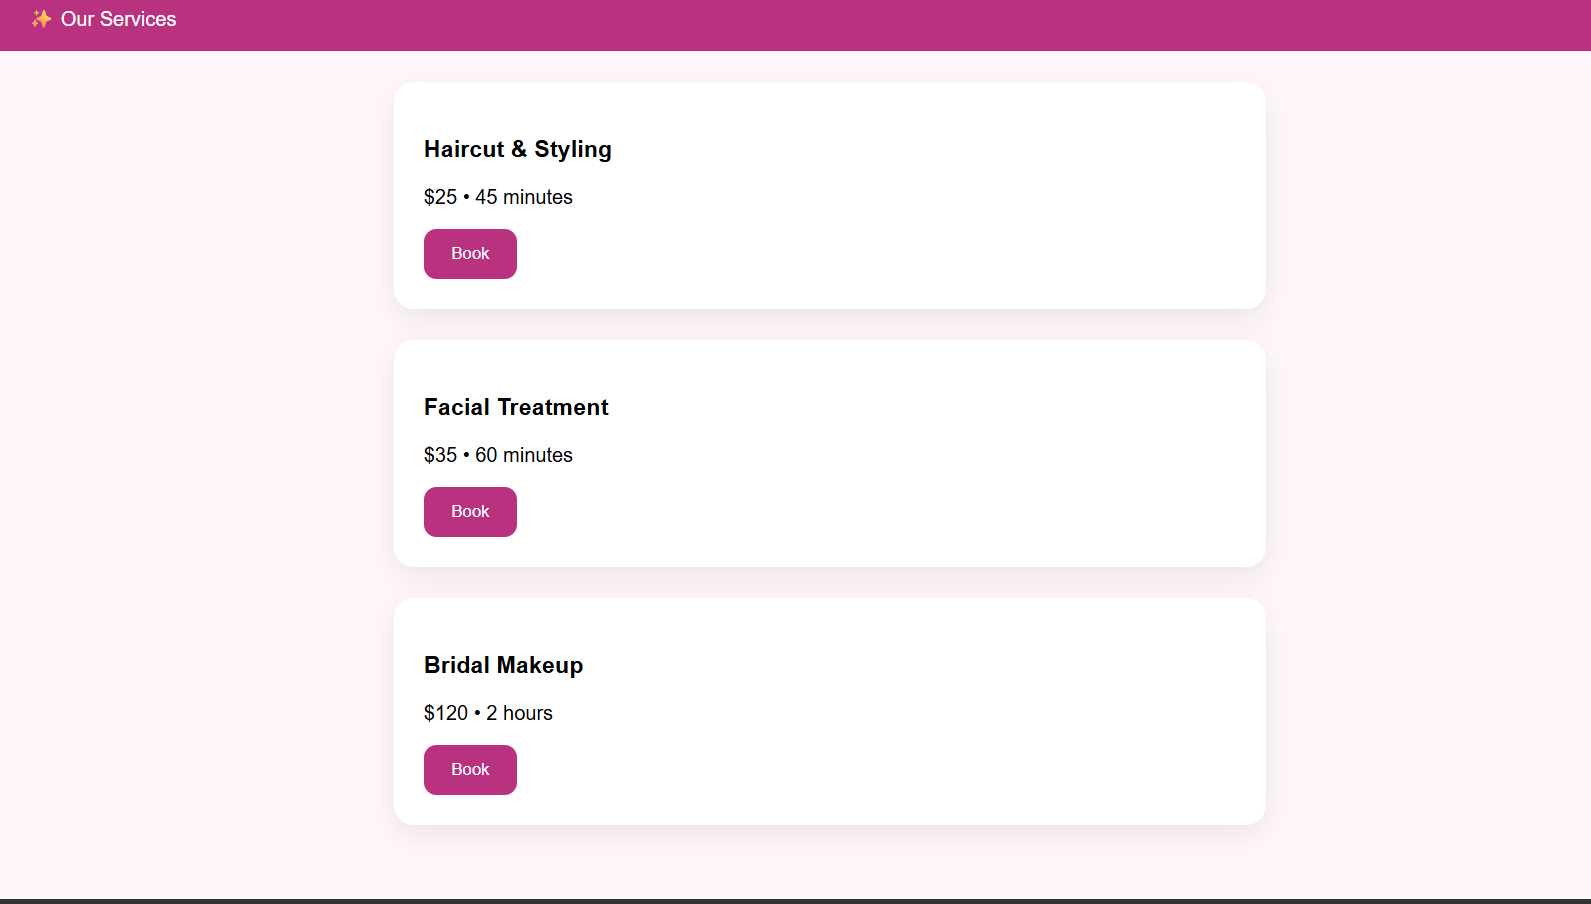 ✨ Our Services
Haircut & Styling
$25 • 45 minutes
Book
Facial Treatment
$35 • 60 minutes
Book
Bridal Makeup
$120 • 2 hours
Book